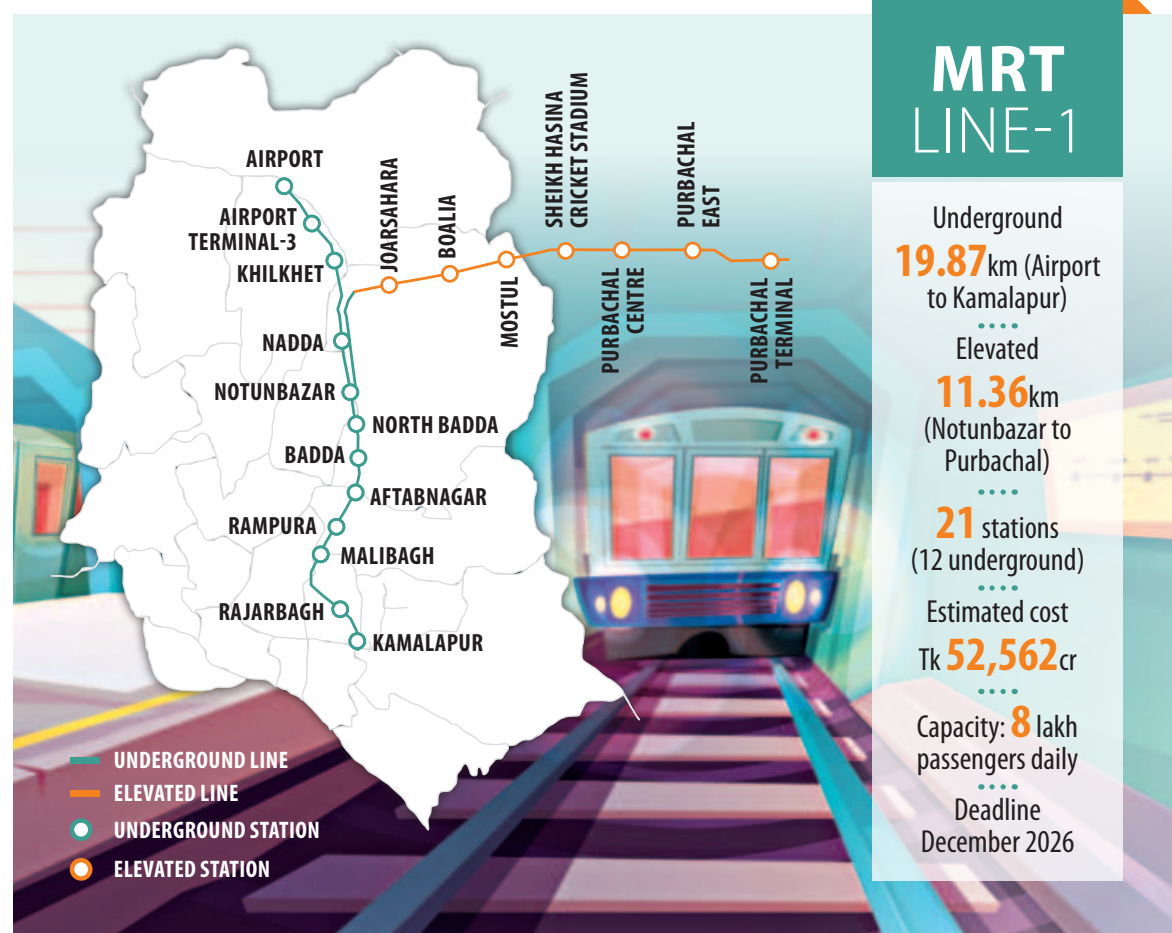 MRT
LINE-1
Underground
19.87km (Airport
to Kamalapur)
Elevated
11.36km
(Notunbazar to
Purbachal)
21 stations
(12 underground)
Estimated cost
Tk 52,562cr
Capacity: 8 lakh
passengers daily
Deadline
December 2026
AIRPORT
AIRPORT
TERMINAL-3
KHILKHET
NADDA
NOTUNBAZAR
NORTH BADDA
BADDA
AFTABNAGAR
RAMPURA
MALIBAGH
RAJARBAGH
KAMALAPUR
JOARSAHARA
BOALIA
MOSTUL
SHEIKH HASINA
CRICKET STADIUM
PURBACHAL
CENTRE
PURBACHAL
EAST
PURBACHAL
TERMINAL
UNDERGROUND LINE
ELEVATED LINE
UNDERGROUND STATION
ELEVATED STATION